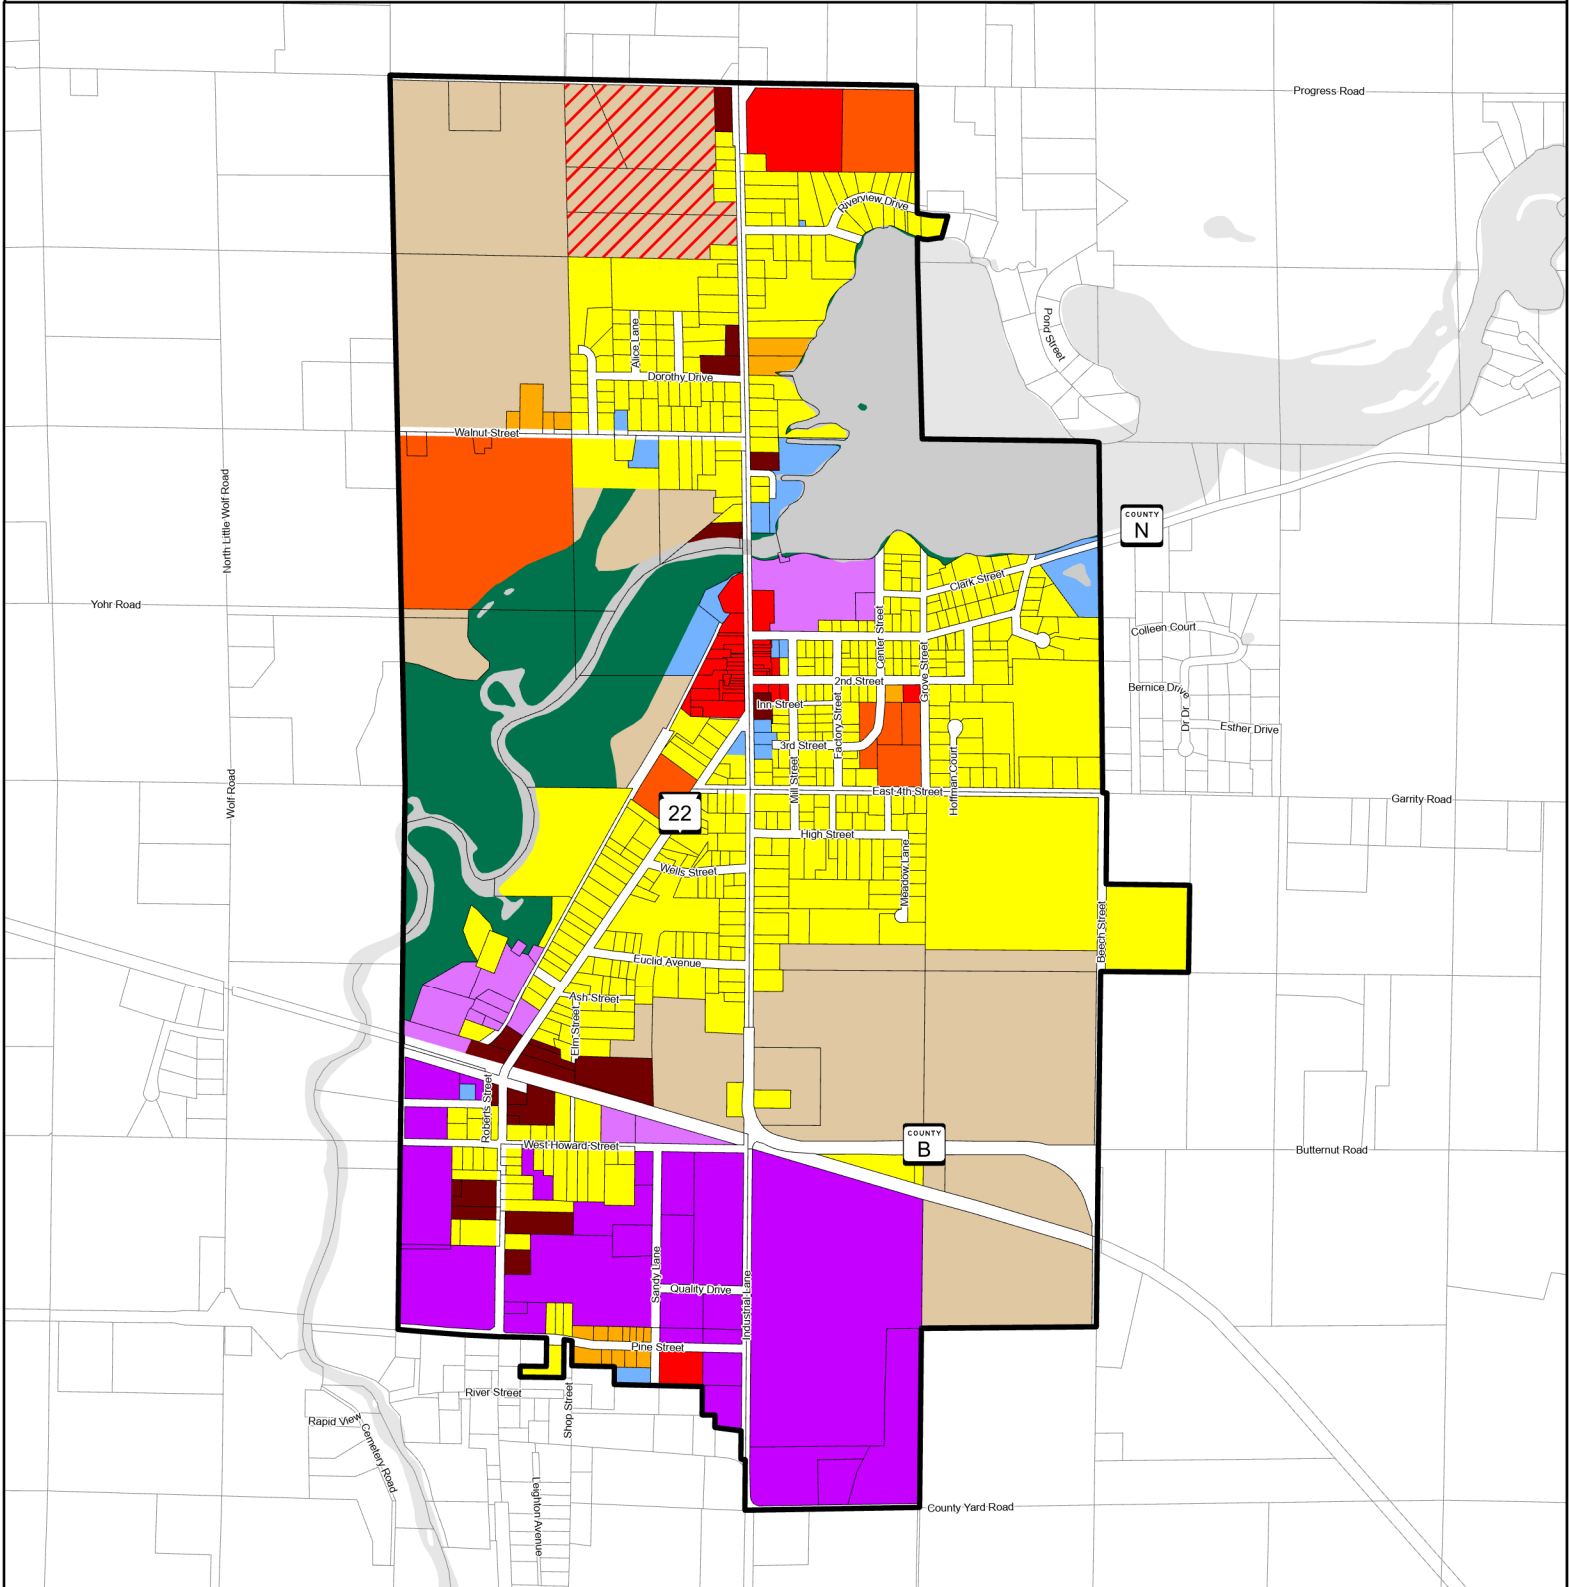 Progress Road
Riverview Drive
Alice Lane
Pond Street
Dorothy Drive
Walnut Street
North Little Wolf Road
COUNTY
N
Clark Street
Yohr Road
Center Street
Colleen Court
Grove Street
2nd Street
Bernice Drive
Inn Street
Factory Street
Dr Dr
Esther Drive
3rd Street
Mill Street
Hoffman Court
Wolf Road
East 4th Street
Garrity Road
22
High Street
Meadow Lane
Wells Street
Beech Street
Euclid Avenue
Ash Street
Elm Street
Roberts Street
COUNTY
B
West Howard Street
Butternut Road
Sandy Lane
Industrial Lane
Quality Drive
Pine Street
River Street
Shop Street
Rapid View
Cemetery Road
Leighton Avenue
County Yard Road